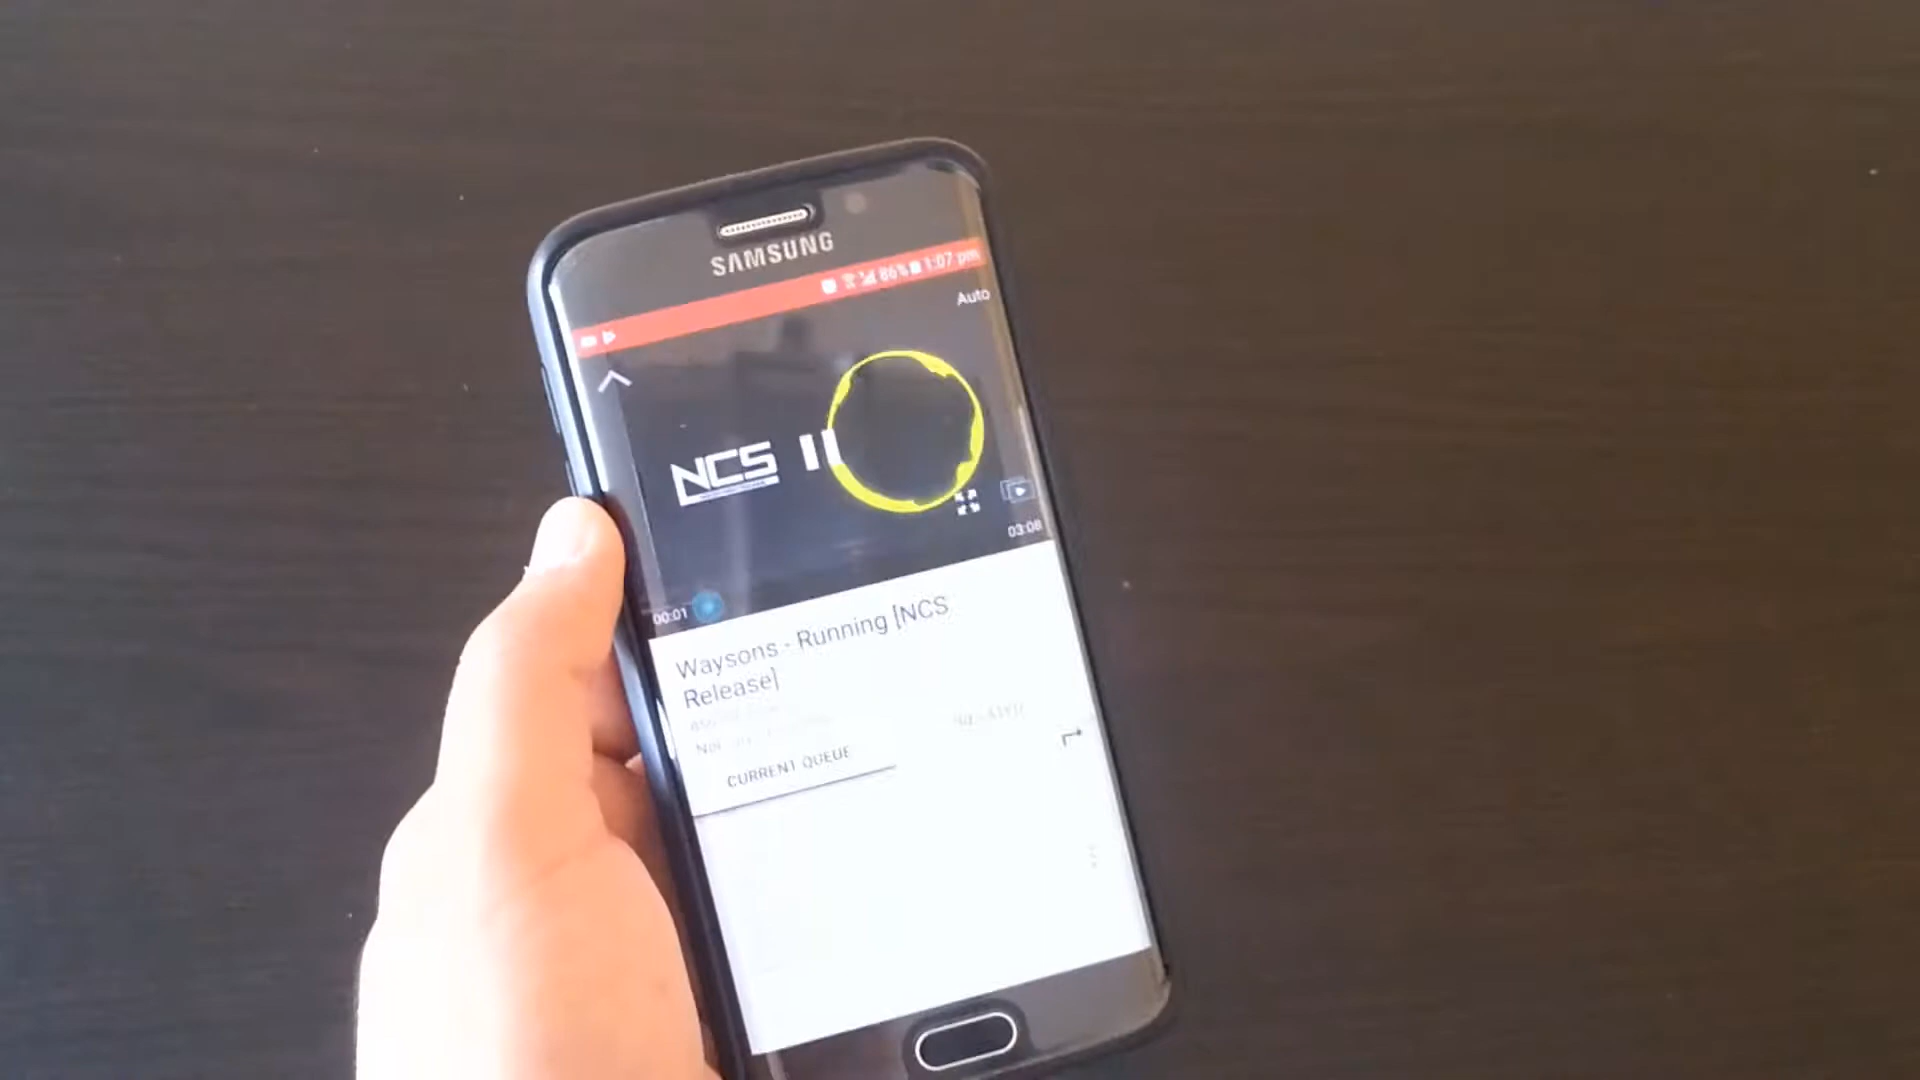 SAMSUNG
86% 1:07 pm
Auto
NCS
03:08
00:01
Waysons - Running [NCS
Release]
CURRENT QUEUE